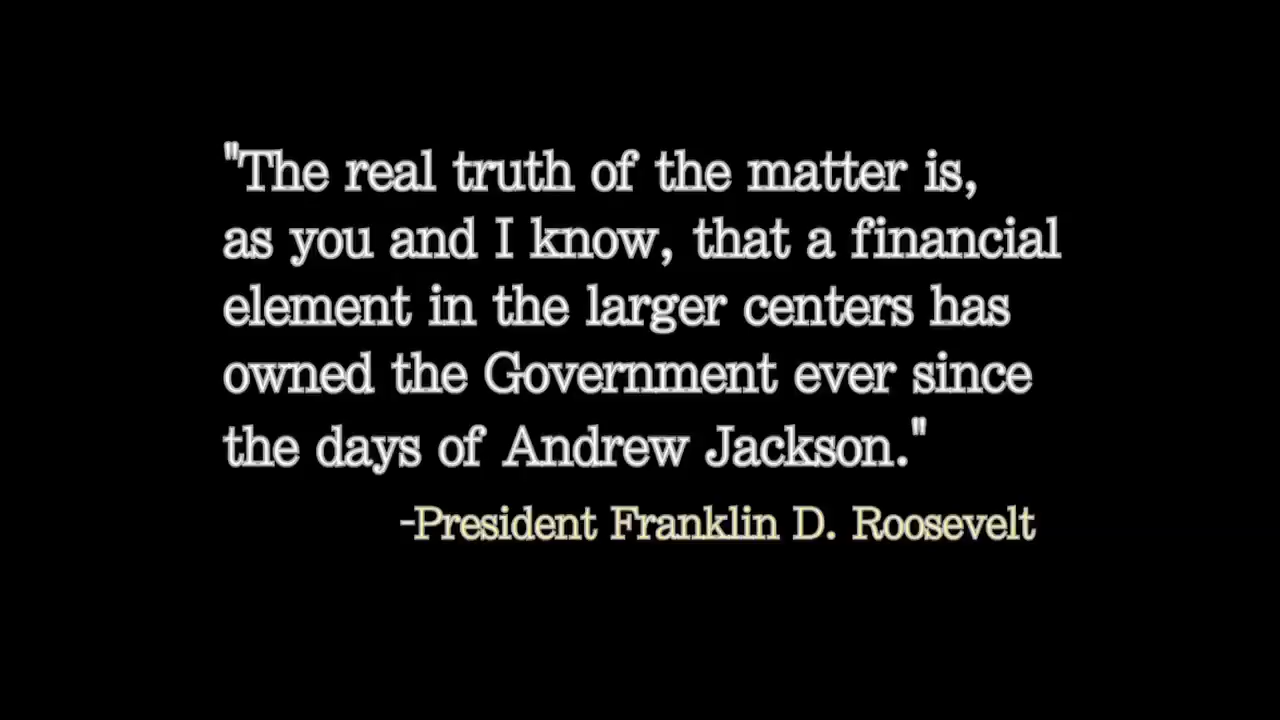 "The real truth of the matter is,
as you and I know, that a financial
element in the larger centers has
owned the Government ever since
the days of Andrew Jackson."
-President Franklin D. Roosevelt